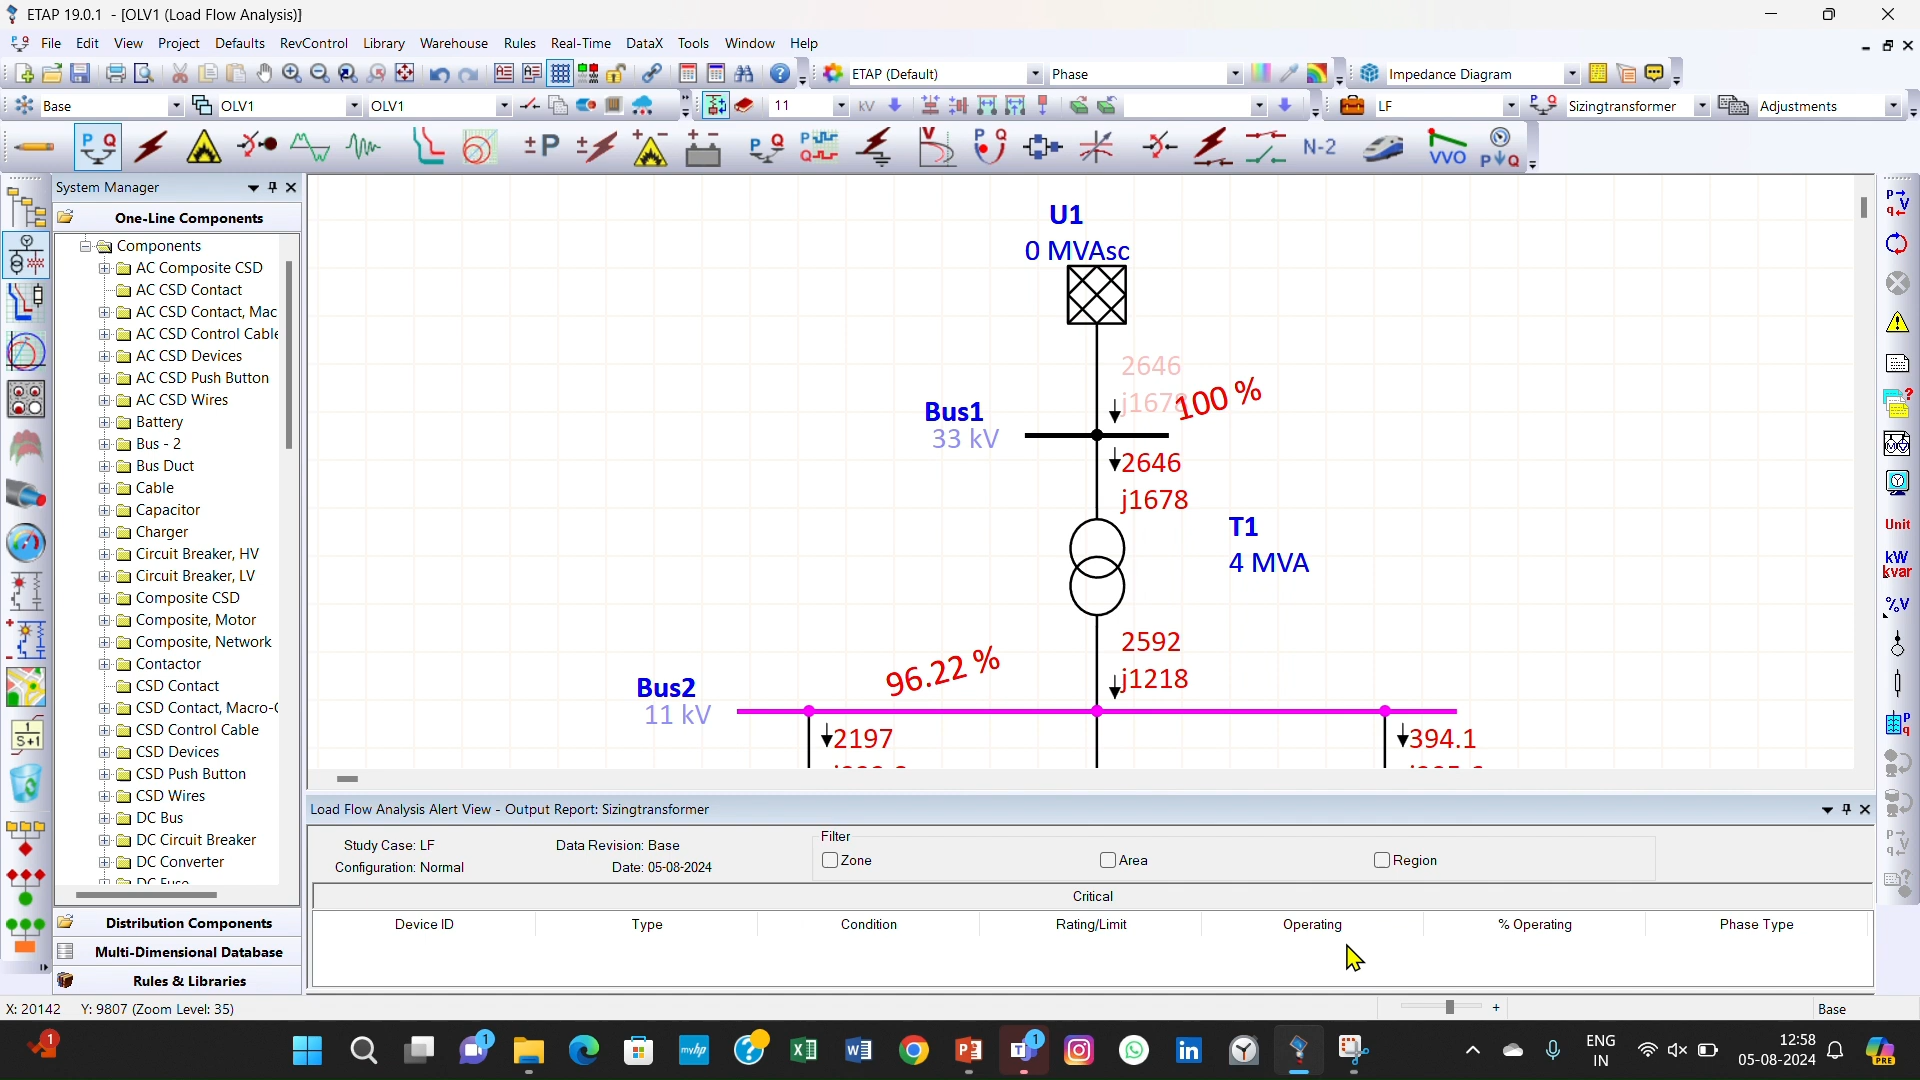 ETAP 19.0.1 - [OLV1 (Load Flow Analysis)]
File Edit View Project Defaults RevControl Library Warehouse Rules Real-Time DataX Tools Window Help
ETAP (Default) Phase Impedance Diagram
Base OLV1 OLV1 11 kV LF Sizingtransformer Adjustments
N-2 VVO
System Manager
One-Line Components
Components
AC Composite CSD
AC CSD Contact
AC CSD Contact, Mac
AC CSD Control Cable
AC CSD Devices
AC CSD Push Button
AC CSD Wires
Battery
Bus - 2
Bus Duct
Cable
Capacitor
Charger
Circuit Breaker, HV
Circuit Breaker, LV
Composite CSD
Composite, Motor
Composite, Network
Contactor
CSD Contact
CSD Contact, Macro-
CSD Control Cable
CSD Devices
CSD Push Button
CSD Wires
DC Bus
DC Circuit Breaker
DC Converter
DC Fuse
Distribution Components
Multi-Dimensional Database
Rules & Libraries
U1
0 MVAsc
2646
j1678
100 %
Bus1
33 kV
2646
j1678
T1
4 MVA
2592
j1218
96.22 %
Bus2
11 kV
2197
394.1
Unit
kW
kvar
%V
Load Flow Analysis Alert View - Output Report: Sizingtransformer
Study Case: LF Data Revision: Base
Configuration: Normal Date: 05-08-2024
Filter
Zone Area Region
Critical
Device ID Type Condition Rating/Limit Operating % Operating Phase Type
X: 20142 Y: 9807 (Zoom Level: 35) Base
ENG
IN
12:58
05-08-2024